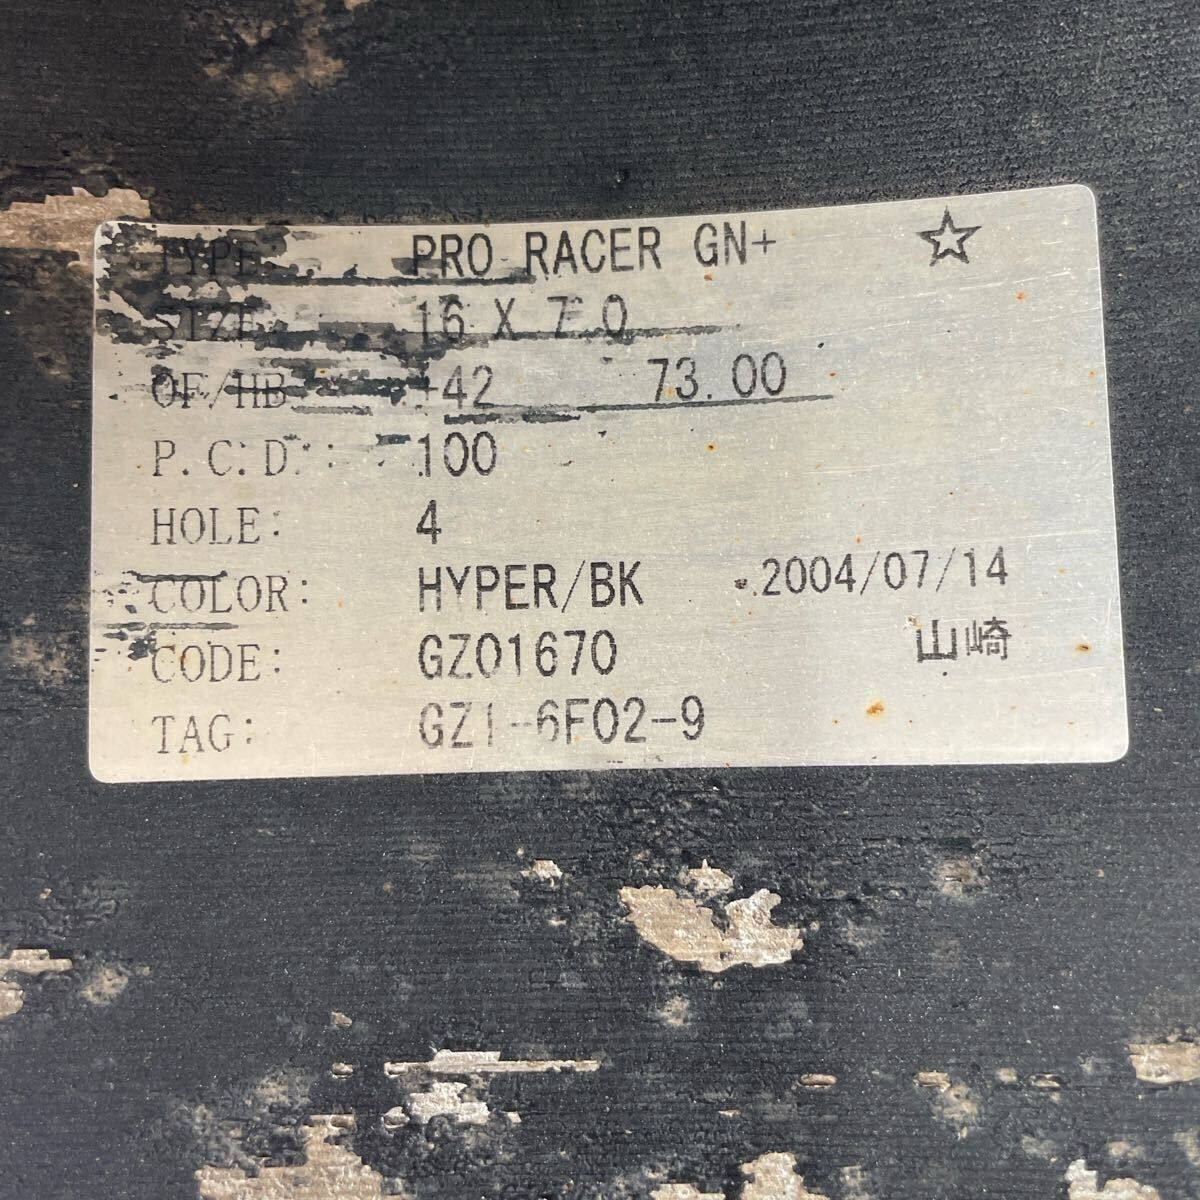 TYPE: PRO RACER GN+ ☆
SIZE: 16 X 7.0
OF/HB: +42 73.00
P.C.D.: 100
HOLE: 4
COLOR: HYPER/BK 2004/07/14
CODE: GZ01670 山崎
TAG: GZ1-6F02-9